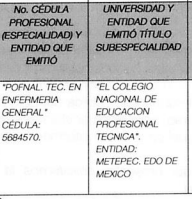 No. CÉDULA
PROFESIONAL
(ESPECIALIDAD) Y
ENTIDAD QUE
EMITIÓ
UNIVERSIDAD Y
ENTIDAD QUE
EMITIÓ TÍTULO
SUBESPECIALIDAD
"POFNAL. TEC. EN
ENFERMERIA
GENERAL"
CÉDULA:
5684570.
"EL COLEGIO
NACIONAL DE
EDUCACION
PROFESIONAL
TECNICA".
ENTIDAD:
METEPEC. EDO DE
MEXICO